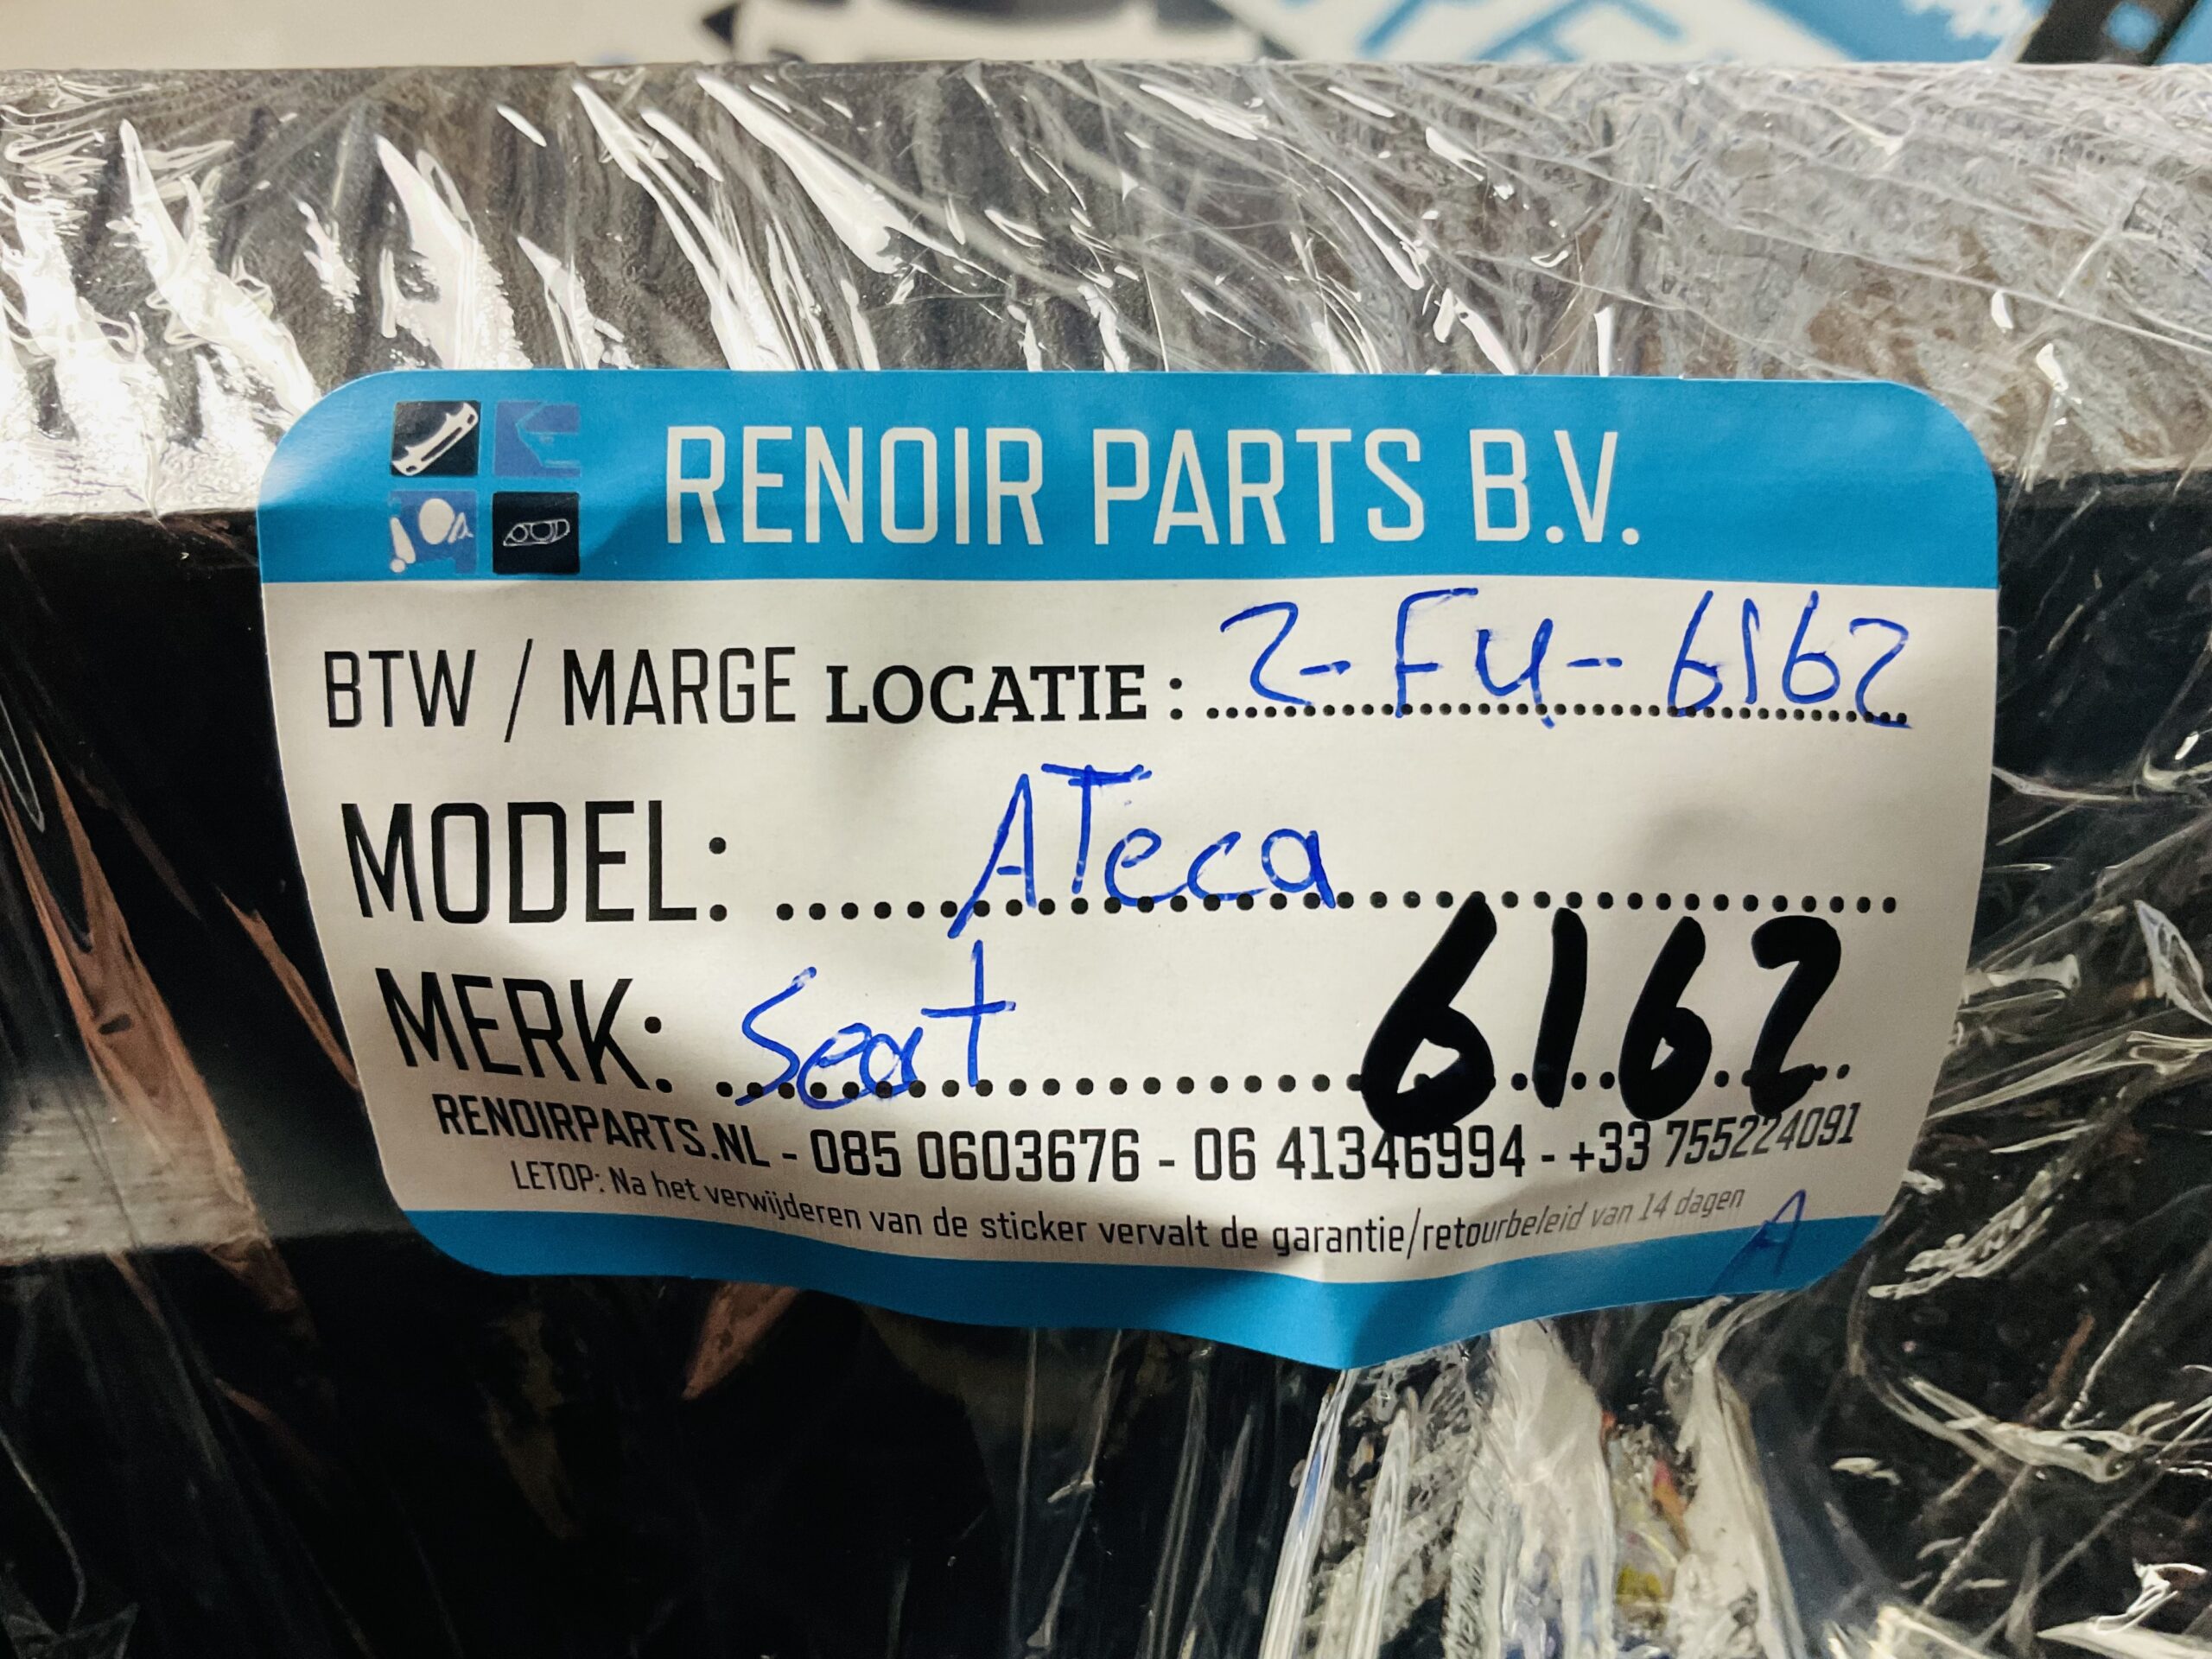 RENOIR PARTS B.V.
BTW / MARGE LOCATIE : 2-FU-6162
MODEL: ATeca
MERK: Seat 6162
RENOIRPARTS.NL - 085 0603676 - 06 41346994 - +33 755224091
LETOP: Na het verwijderen van de sticker vervalt de garantie/retourbeleid van 14 dagen
A